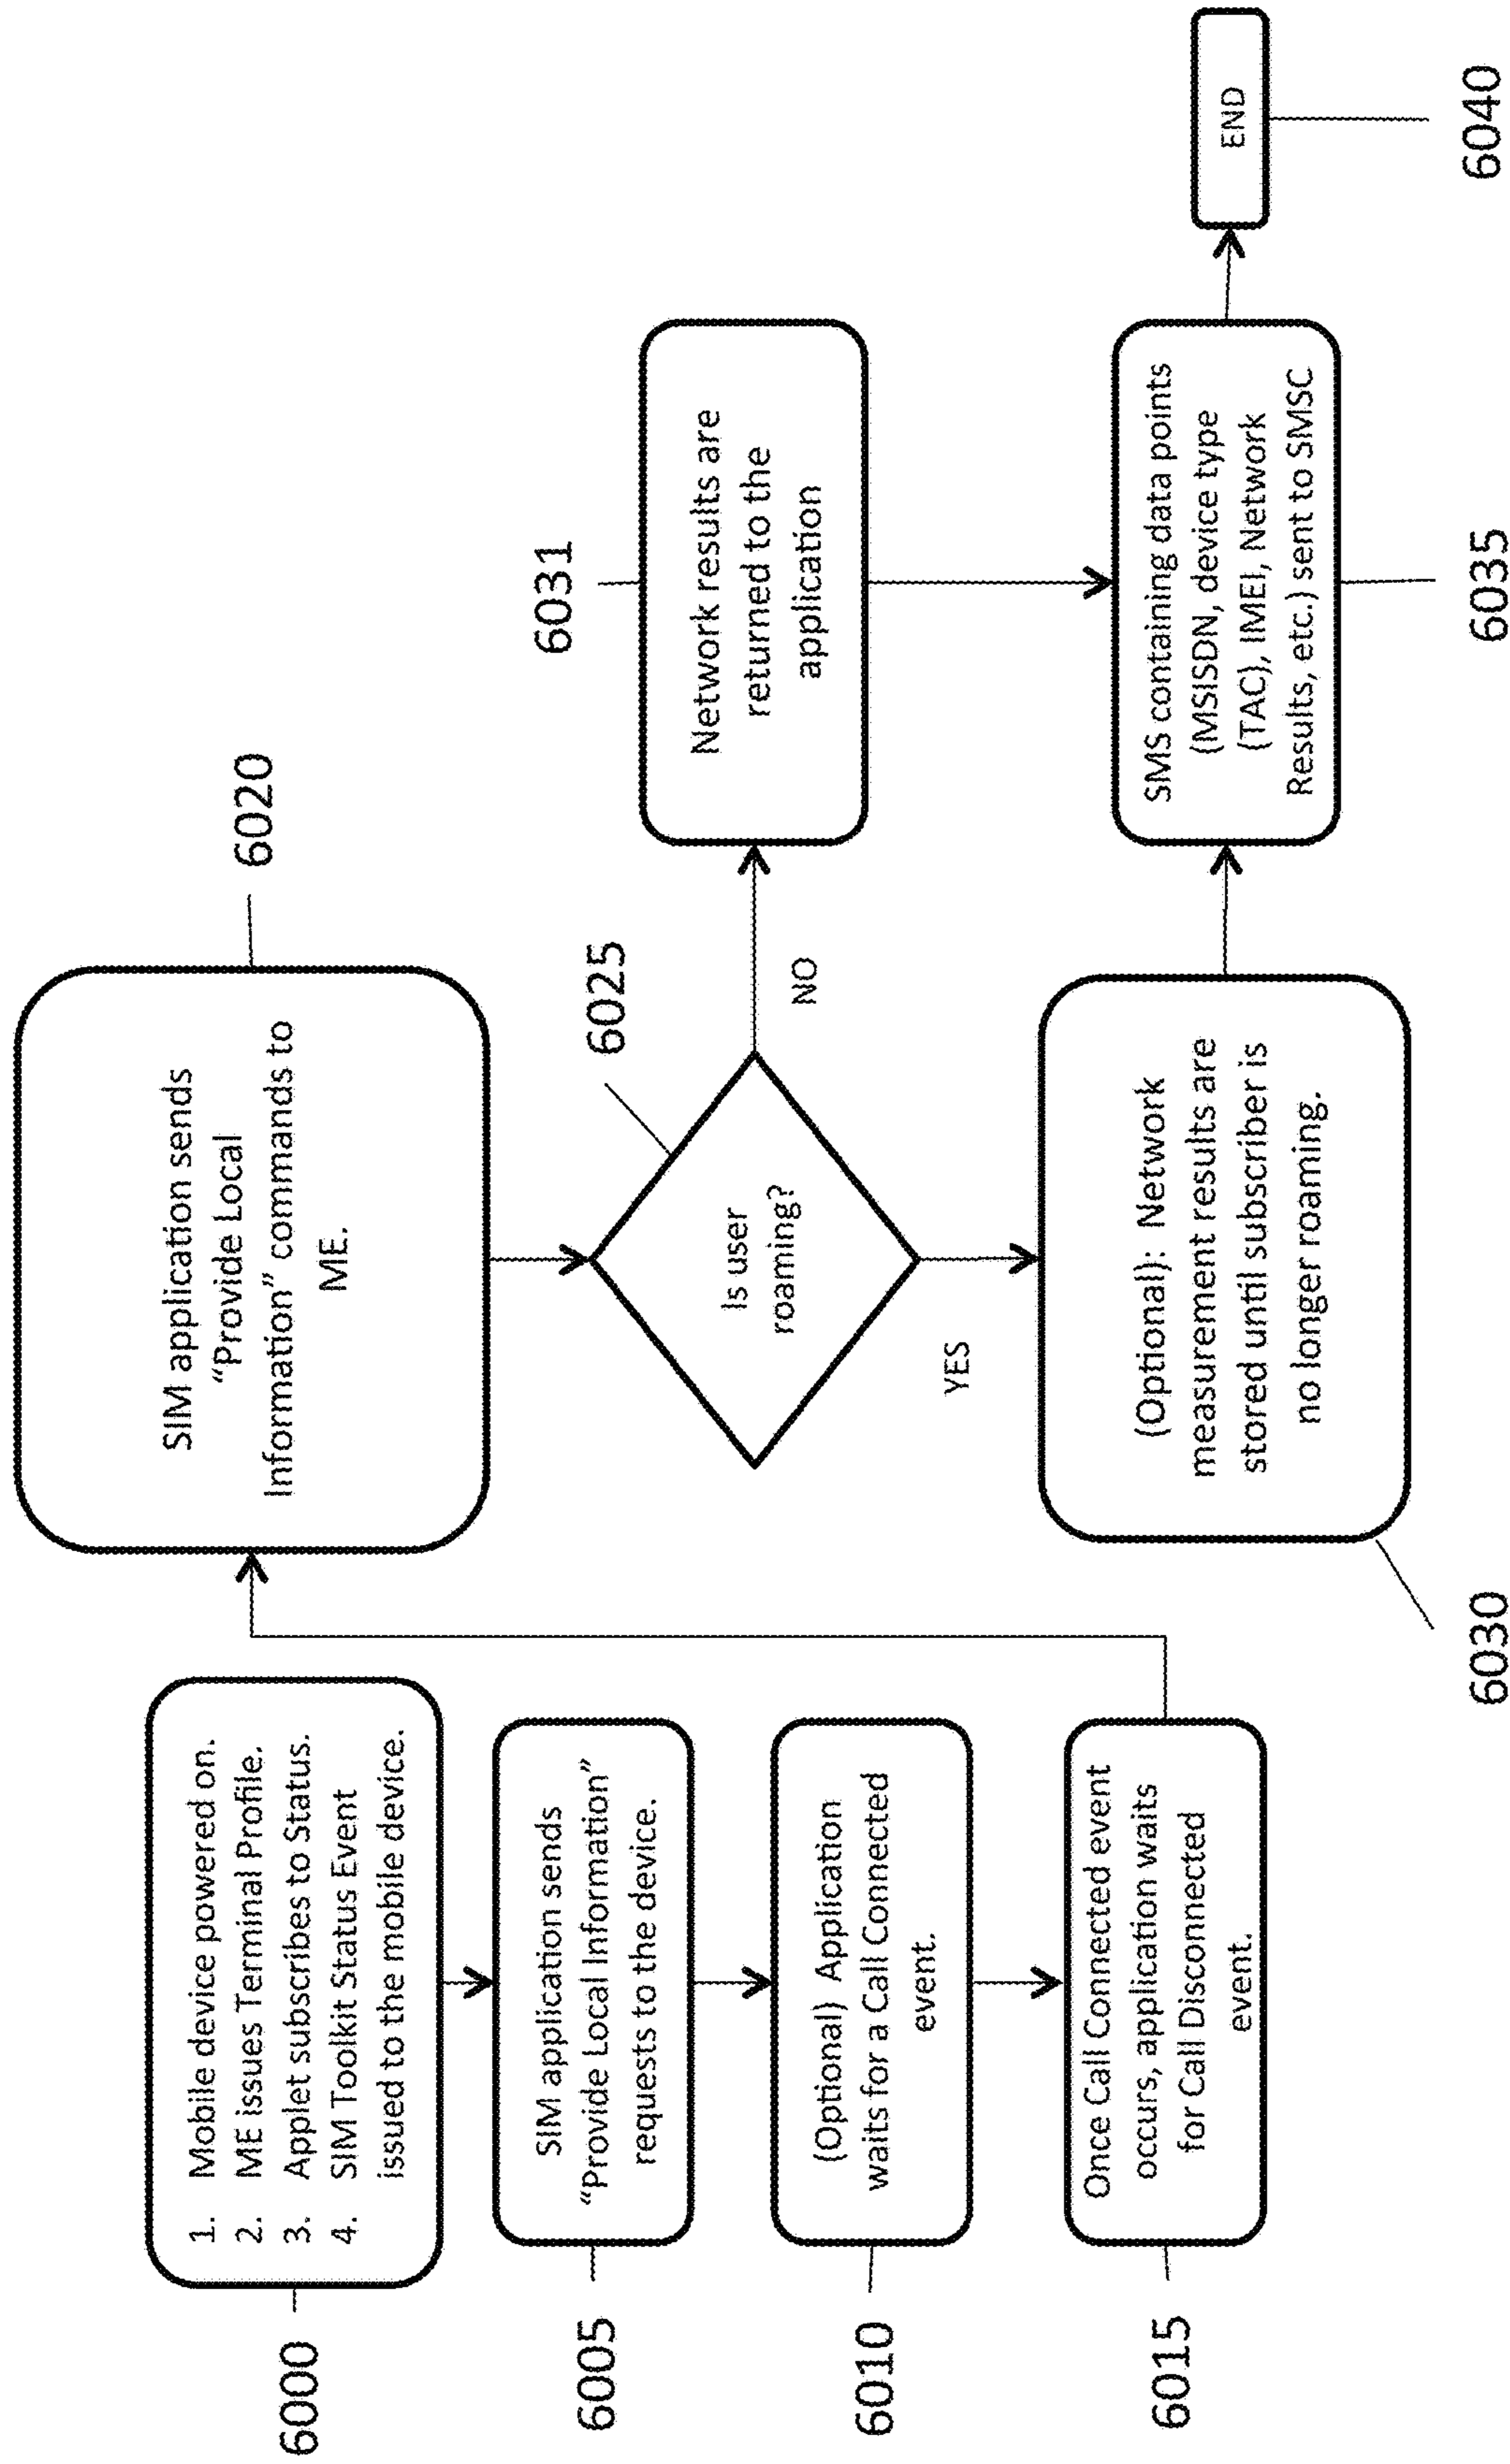 6000
1. Mobile device powered on.
2. ME issues Terminal Profile.
3. Applet subscribes to Status.
4. SIM Toolkit Status Event
issued to the mobile device.
6005
SIM application sends
“Provide Local Information”
requests to the device.
6010
(Optional) Application
waits for a Call Connected
event.
6015
Once Call Connected event
occurs, application waits
for Call Disconnected
event.
6020
SIM application sends
“Provide Local
Information” commands to
ME.
6025
Is user
roaming?
NO
YES
6030
(Optional): Network
measurement results are
stored until subscriber is
no longer roaming.
6031
Network results are
returned to the
application
6035
SMS containing data points
(MSISDN, device type
(TAC), IMEI, Network
Results, etc.) sent to SMSC
END
6040